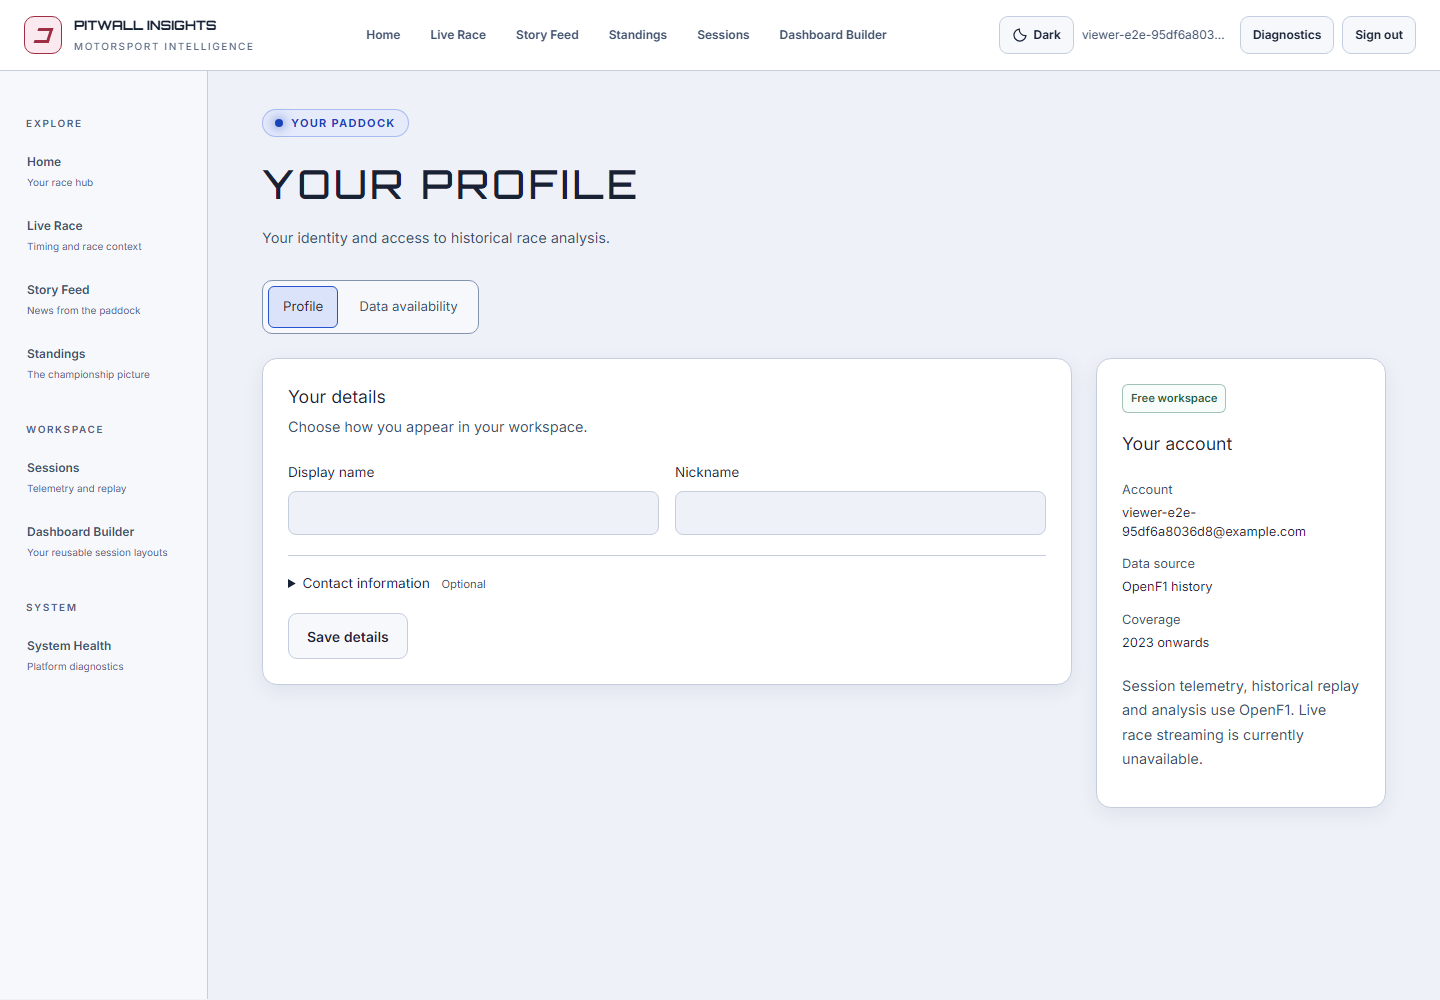 PITWALL INSIGHTS
MOTORSPORT INTELLIGENCE
Home
Live Race
Story Feed
Standings
Sessions
Dashboard Builder
Dark
viewer-e2e-95df6a803...
Diagnostics
Sign out
EXPLORE
Home
Your race hub
Live Race
Timing and race context
Story Feed
News from the paddock
Standings
The championship picture
WORKSPACE
Sessions
Telemetry and replay
Dashboard Builder
Your reusable session layouts
SYSTEM
System Health
Platform diagnostics
YOUR PADDOCK
YOUR PROFILE
Your identity and access to historical race analysis.
Profile
Data availability
Your details
Choose how you appear in your workspace.
Display name
Nickname
Contact information Optional
Save details
Free workspace
Your account
Account
viewer-e2e-
95df6a8036d8@example.com
Data source
OpenF1 history
Coverage
2023 onwards
Session telemetry, historical replay
and analysis use OpenF1. Live
race streaming is currently
unavailable.